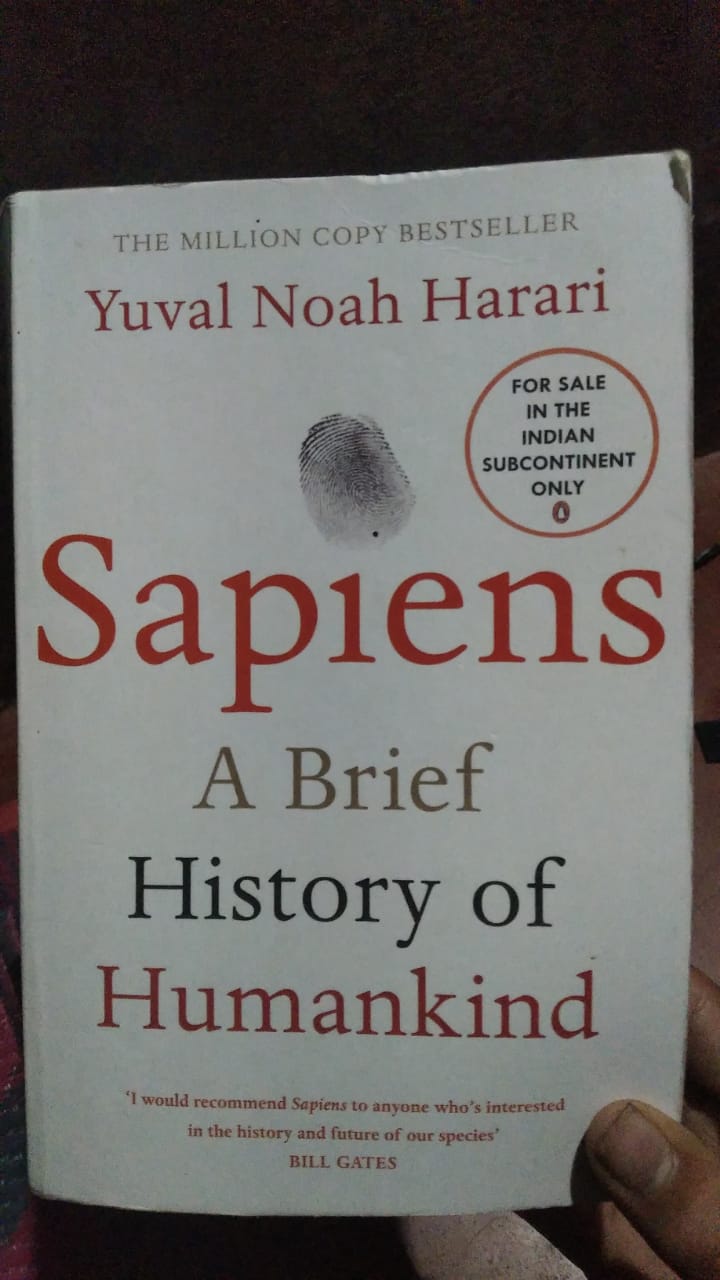 THE MILLION COPY BESTSELLER
Yuval Noah Harari
FOR SALE
IN THE
INDIAN
SUBCONTINENT
ONLY
Sapiens
A Brief
History of
Humankind
‘I would recommend Sapiens to anyone who’s interested
in the history and future of our species’
BILL GATES